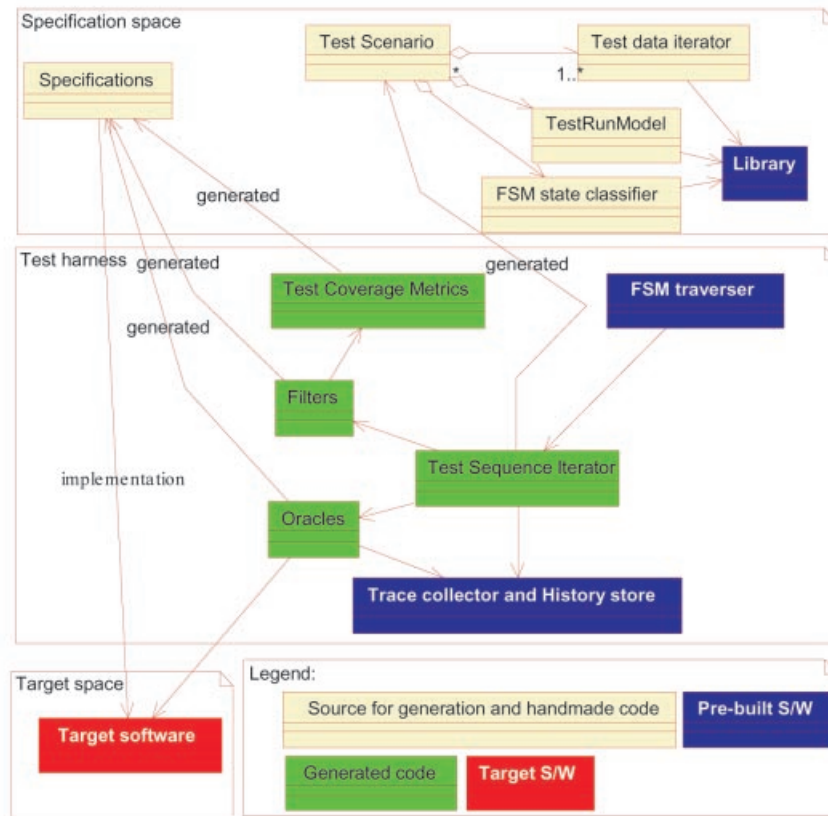 Specification space
Test Scenario
Test data iterator
*
1..*
Specifications
TestRunModel
Library
FSM state classifier
generated
Test harness
generated
generated
Test Coverage Metrics
FSM traverser
generated
Filters
Test Sequence Iterator
implementation
Oracles
Trace collector and History store
Target space
Target software
Legend:
Source for generation and handmade code
Pre-built S/W
Generated code
Target S/W